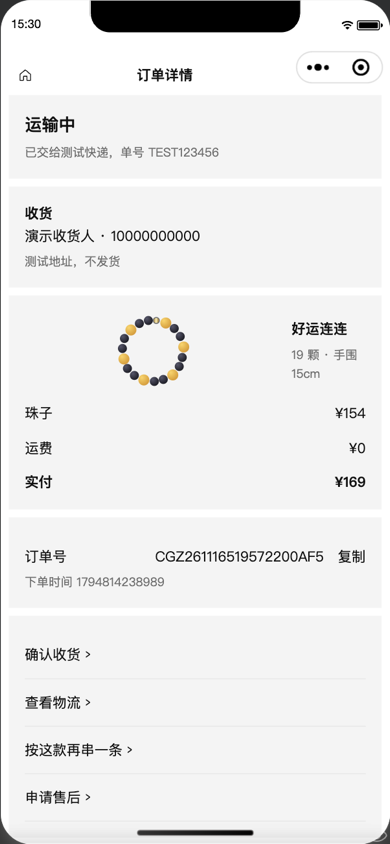 15:30
订单详情
运输中
已交给测试快递，单号 TEST123456
收货
演示收货人 · 10000000000
测试地址，不发货
好运连连
19 颗 · 手围
15cm
珠子 ¥154
运费 ¥0
实付 ¥169
订单号 CGZ261116519572200AF5 复制
下单时间 1794814238989
确认收货 >
查看物流 >
按这款再串一条 >
申请售后 >